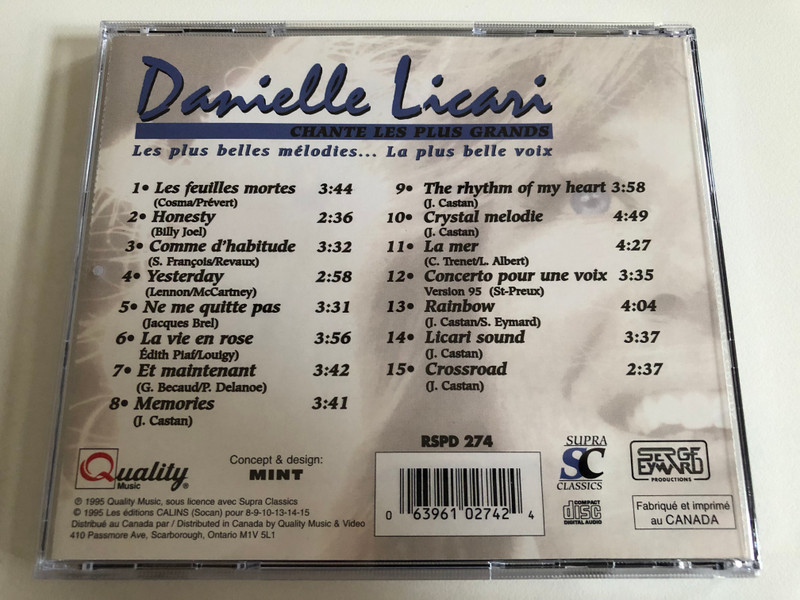 Danielle Licari
CHANTE LES PLUS GRANDS
Les plus belles mélodies... La plus belle voix
1• Les feuilles mortes 3:44
(Cosma/Prévert)
2• Honesty 2:36
(Billy Joel)
3• Comme d'habitude 3:32
(S. François/Revaux)
4• Yesterday 2:58
(Lennon/McCartney)
5• Ne me quitte pas 3:31
(Jacques Brel)
6• La vie en rose 3:56
Édith Piaf/Louigy)
7• Et maintenant 3:42
(G. Becaud/P. Delanoe)
8• Memories 3:41
(J. Castan)
9• The rhythm of my heart 3:58
(J. Castan)
10• Crystal melodie 4:49
(J. Castan)
11• La mer 4:27
(C. Trenet/L. Albert)
12• Concerto pour une voix 3:35
Version 95 (St-Preux)
13• Rainbow 4:04
(J. Castan/S. Eymard)
14• Licari sound 3:37
(J. Castan)
15• Crossroad 2:37
(J. Castan)
Quality
Music
Concept & design:
MINT
RSPD 274
0 63961 02742 4
SUPRA
SC
CLASSICS
COMPACT
disc
DIGITAL AUDIO
SERGE
EYMARD
PRODUCTIONS
Fabriqué et imprimé
au CANADA
℗ 1995 Quality Music, sous licence avec Supra Classics
© 1995 Les éditions CALINS (Socan) pour 8-9-10-13-14-15
Distribué au Canada par / Distributed in Canada by Quality Music & Video
410 Passmore Ave, Scarborough, Ontario M1V 5L1